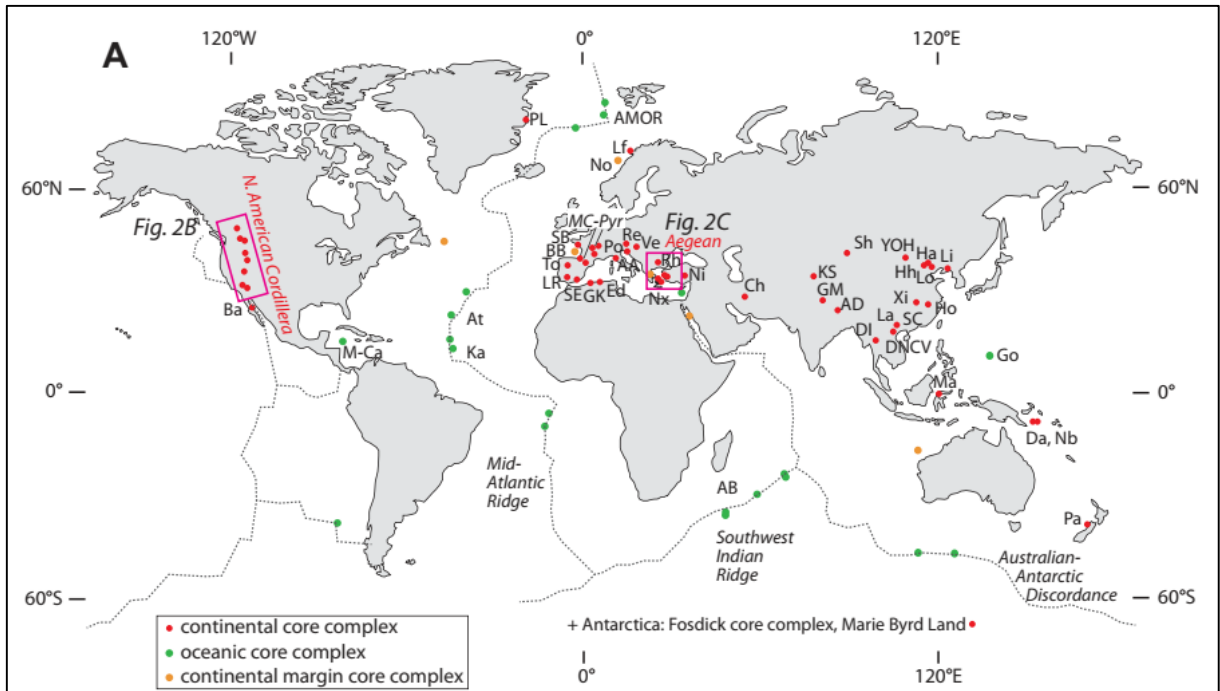 A
120°W
0°
120°E
PL
AMOR
Lf
No
60°N
60°N
N. American Cordillera
Fig. 2B
MC-Pyr
Fig. 2C
SB
BB
Po
Re
Ve
Aegean
Rh
To
AA
Ni
LR
SE
GK
Ed
Nx
Ch
Sh
YOH
Ha
Li
KS
Hh
Lo
GM
AD
Xi
Ho
La
SC
DI
DNCV
Ba
At
M-Ca
Ka
Go
0°
Ma
0°
Da, Nb
Mid-
Atlantic
Ridge
AB
Southwest
Indian
Ridge
Pa
Australian-
Antarctic
Discordance
60°S
60°S
continental core complex
oceanic core complex
continental margin core complex
+ Antarctica: Fosdick core complex, Marie Byrd Land
0°
120°E